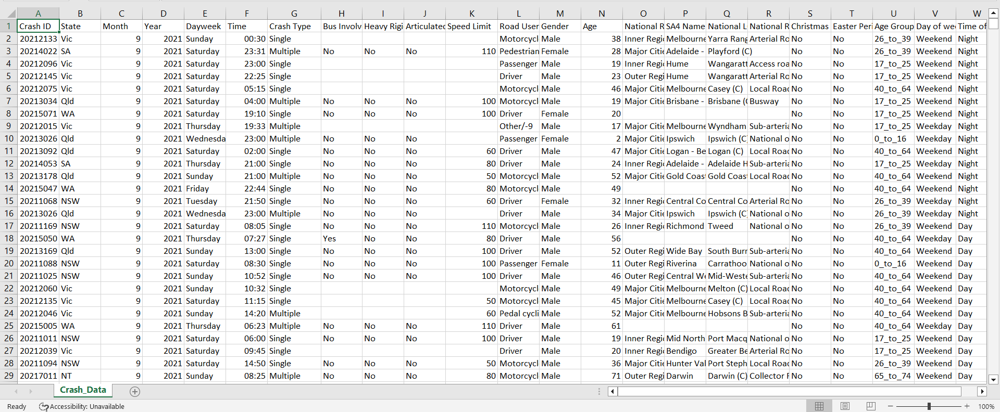 A B C D E F G H I J K L M N O P Q R S T U V W
1 Crash ID State Month Year Dayweek Time Crash Type Bus Involv Heavy Rigi Articulated Speed Limit Road User Gender Age National R SA4 Name National L National R Christmas Easter Peri Age Group Day of wee Time of
2 20212133 Vic 9 2021 Sunday 00:30 Single Motorcycl Male 38 Inner Regi Melbourne Yarra Rang Arterial Ro No No 26_to_39 Weekend Night
3 20214022 SA 9 2021 Saturday 23:31 Multiple No No No 110 Pedestrian Female 28 Major Citie Adelaide - Playford (C) No No 26_to_39 Weekend Night
4 20212096 Vic 9 2021 Saturday 23:00 Single Passenger Male 19 Inner Regi Hume Wangaratt Access roa No No 17_to_25 Weekend Night
5 20212145 Vic 9 2021 Saturday 22:25 Single Driver Male 23 Outer Regi Hume Wangaratt Arterial Ro No No 17_to_25 Weekend Night
6 20212075 Vic 9 2021 Saturday 05:15 Single Motorcycl Male 46 Major Citie Melbourne Casey (C) Local Road No No 40_to_64 Weekend Night
7 20213034 Qld 9 2021 Saturday 04:00 Multiple No No No 100 Motorcycl Male 19 Major Citie Brisbane - Brisbane (C Busway No No 17_to_25 Weekend Night
8 20215071 WA 9 2021 Saturday 19:10 Single No No No 100 Driver Female 20 No No 17_to_25 Weekend Night
9 20212015 Vic 9 2021 Thursday 19:33 Multiple Other/-9 Male 17 Major Citie Melbourne Wyndham Sub-arteria No No 17_to_25 Weekday Night
10 20213026 Qld 9 2021 Wednesda 23:00 Multiple No No No Passenger Female 2 Major Citie Ipswich Ipswich (C) National o No No 0_to_16 Weekday Night
11 20213092 Qld 9 2021 Saturday 02:00 Single No No No 60 Driver Male 47 Major Citie Logan - Be Logan (C) Local Road No No 40_to_64 Weekend Night
12 20214053 SA 9 2021 Thursday 21:00 Single No No No 80 Driver Male 24 Inner Regi Adelaide - Adelaide H Sub-arteria No No 17_to_25 Weekday Night
13 20213178 Qld 9 2021 Sunday 21:00 Multiple No No No 50 Motorcycl Male 52 Major Citie Gold Coast Gold Coast Local Road No No 40_to_64 Weekend Night
14 20215047 WA 9 2021 Friday 22:44 Single No No No 80 Motorcycl Male 49 No No 40_to_64 Weekend Night
15 20211068 NSW 9 2021 Tuesday 21:50 Single No No No 60 Driver Female 32 Inner Regi Central Co Central Co Arterial Ro No No 26_to_39 Weekday Night
16 20213026 Qld 9 2021 Wednesda 23:00 Multiple No No No Driver Male 34 Major Citie Ipswich Ipswich (C) National o No No 26_to_39 Weekday Night
17 20211169 NSW 9 2021 Saturday 08:05 Single No No No 110 Motorcycl Male 26 Inner Regi Richmond Tweed National o No No 26_to_39 Weekend Day
18 20215050 WA 9 2021 Thursday 07:27 Single Yes No No 80 Driver Male 56 No No 40_to_64 Weekday Day
19 20213169 Qld 9 2021 Sunday 13:00 Single No No No 100 Driver Male 52 Outer Regi Wide Bay South Burn Sub-arteria No No 40_to_64 Weekend Day
20 20211088 NSW 9 2021 Saturday 08:30 Single No No No 100 Passenger Female 11 Outer Regi Riverina Carrathoo National o No No 0_to_16 Weekend Day
21 20211025 NSW 9 2021 Sunday 10:52 Single No No No 100 Driver Male 46 Outer Regi Central We Mid-Weste Sub-arteria No No 40_to_64 Weekend Day
22 20212060 Vic 9 2021 Sunday 10:32 Single Motorcycl Male 49 Major Citie Melbourne Melton (C) Local Road No No 40_to_64 Weekend Day
23 20212135 Vic 9 2021 Saturday 11:15 Single 50 Motorcycl Male 45 Major Citie Melbourne Casey (C) Local Road No No 40_to_64 Weekend Day
24 20212046 Vic 9 2021 Sunday 14:20 Multiple 60 Pedal cycli Male 52 Major Citie Melbourne Hobsons B Sub-arteria No No 40_to_64 Weekend Day
25 20215005 WA 9 2021 Thursday 06:23 Multiple No No No 110 Driver Male 61 No No 40_to_64 Weekday Day
26 20211011 NSW 9 2021 Saturday 06:00 Single No No No 100 Driver Male 19 Inner Regi Mid North Port Macq National o No No 17_to_25 Weekend Day
27 20212039 Vic 9 2021 Saturday 09:45 Single Driver Male 20 Inner Regi Bendigo Greater Be Arterial Ro No No 17_to_25 Weekend Day
28 20211094 NSW 9 2021 Saturday 14:50 Single No No No 50 Motorcycl Male 36 Major Citie Hunter Val Port Steph Local Road No No 26_to_39 Weekend Day
29 20217011 NT 9 2021 Sunday 08:25 Multiple No No No 80 Motorcycl Male 71 Outer Regi Darwin Darwin (C) Collector R No No 65_to_74 Weekend Day
Crash_Data
Ready Accessibility: Unavailable 100%